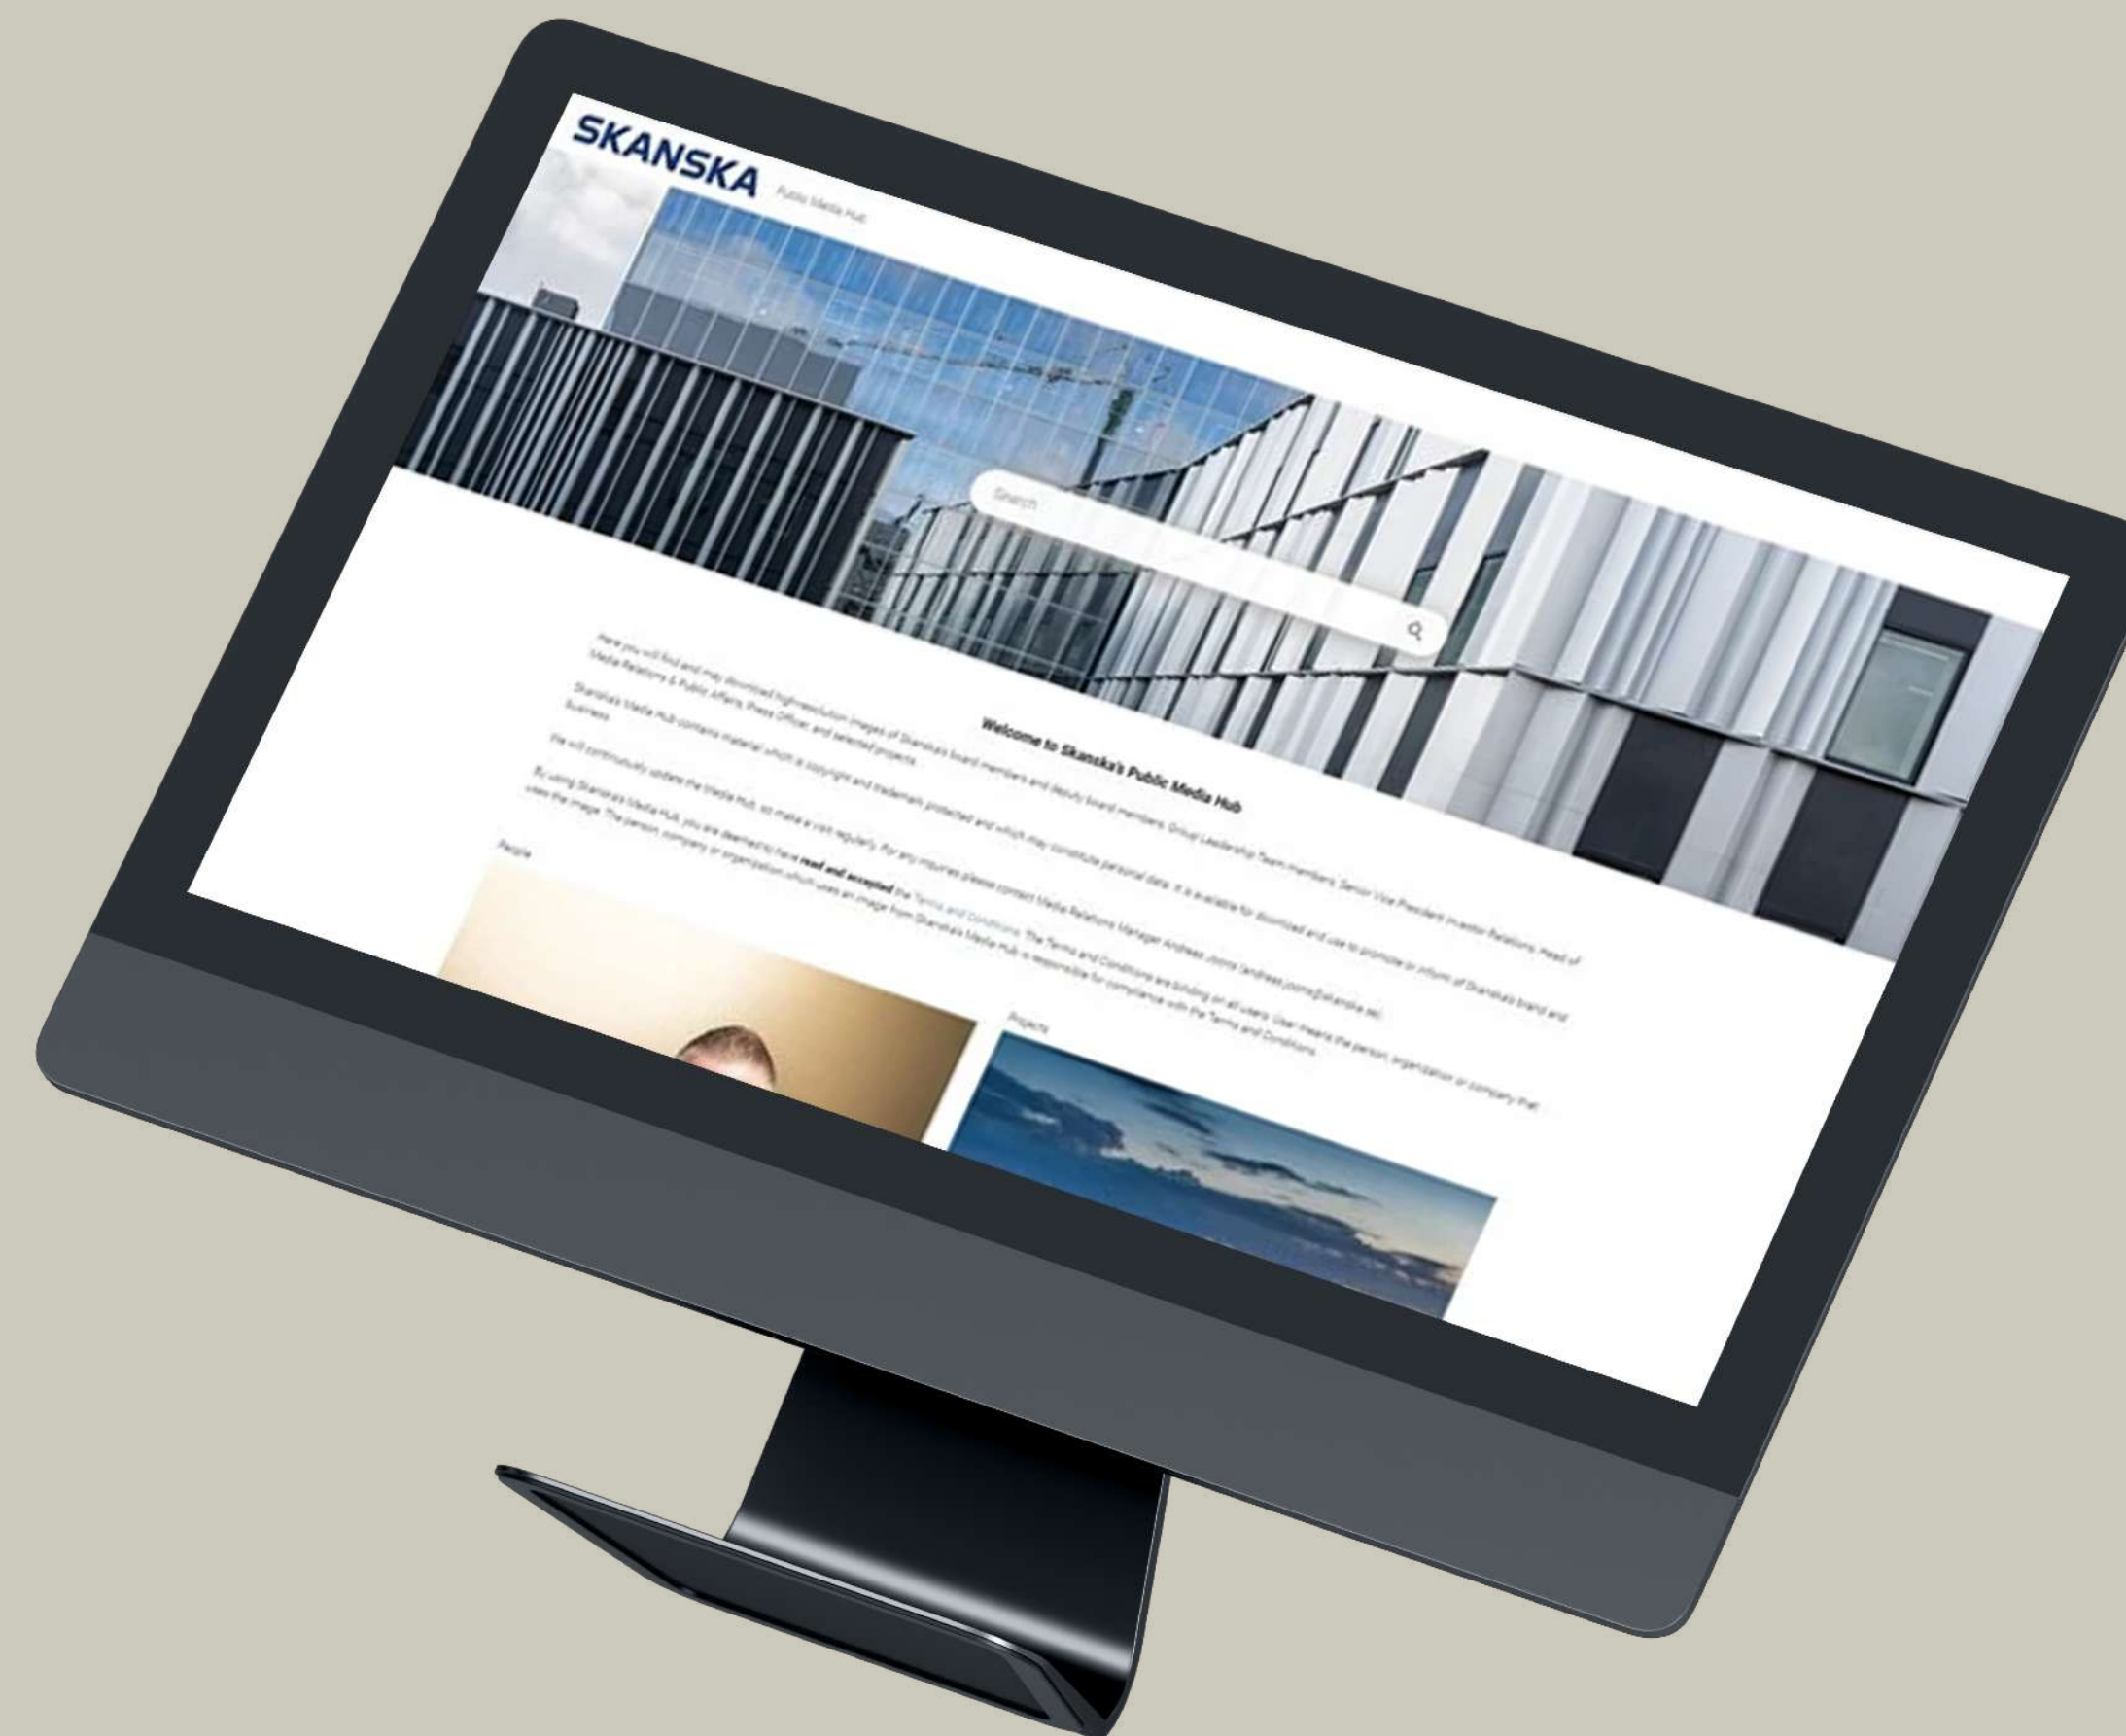 SKANSKA
Public Media Hub
Search
Welcome to Skanska's Public Media Hub
Here you will find and may download high-resolution images of Skanska's board members and deputy board members, Group Leadership Team members, Senior Vice President Investor Relations, Head of
Media Relations & Public Affairs, Press Officer, and selected projects.
Skanska's Media Hub contains material which is copyright and trademark protected and which may constitute personal data. It is available for download and use to promote or inform of Skanska's brand and
business.
We will continuously update the Media Hub, so make a visit regularly. For any inquiries please contact Media Relations Manager Andreas Joons (andreas.joons@skanska.se).
By using Skanska's Media Hub, you are deemed to have read and accepted the Terms and Conditions. The Terms and Conditions are binding on all users. User means the person, organization or company that
uses the image. The person, company or organization which uses an image from Skanska's Media Hub is responsible for compliance with the Terms and Conditions.
People
Projects